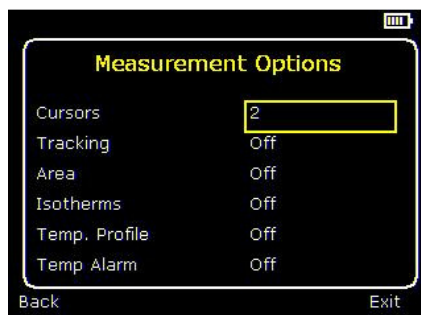 Measurement Options
Cursors 2
Tracking Off
Area Off
Isotherms Off
Temp. Profile Off
Temp Alarm Off
Back Exit